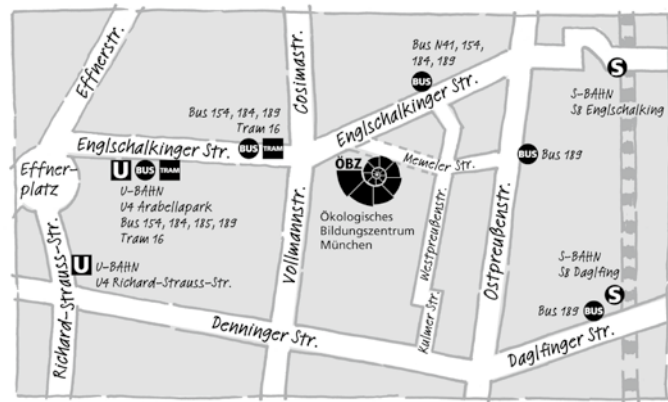 Effnerstr.
Cosimastr.
Bus N41, 154,
184, 189
Bus 154, 184, 189
Tram 16
BUS
BUS
TRAM
Englschalkinger Str.
Englschalkinger Str.
S
S-BAHN
S8 Englschalking
Effner-
platz
U
BUS
TRAM
U-BAHN
U4 Arabellapark
Bus 154, 184, 185, 189
Tram 16
ÖBZ
Memeler Str.
BUS
Bus 189
Ökologisches
Bildungszentrum
München
Vollmannstr.
Westpreußenstr.
Ostpreußenstr.
Richard-Strauss-Str.
U
U-BAHN
U4 Richard-Strauss-Str.
S-BAHN
S8 Daglfing
S
Bus 189
BUS
Kulmer Str.
Denninger Str.
Daglfinger Str.